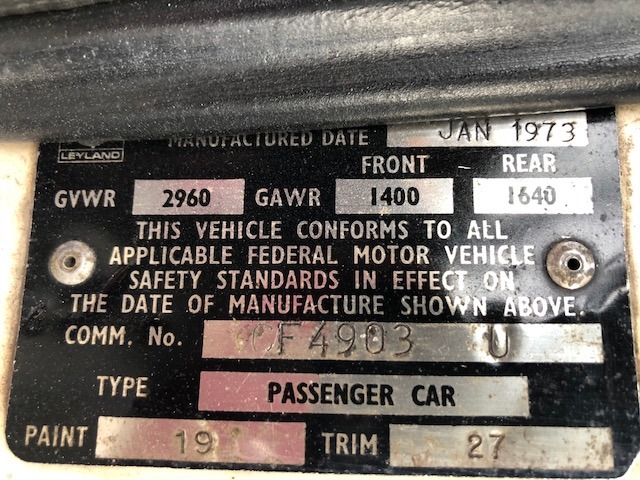 MANUFACTURED DATE JAN 1973
LEYLAND
FRONT REAR
GVWR 2960 GAWR 1400 1640
THIS VEHICLE CONFORMS TO ALL
APPLICABLE FEDERAL MOTOR VEHICLE
SAFETY STANDARDS IN EFFECT ON
THE DATE OF MANUFACTURE SHOWN ABOVE.
COMM. No. CF4903 U
TYPE PASSENGER CAR
PAINT 19 TRIM 27